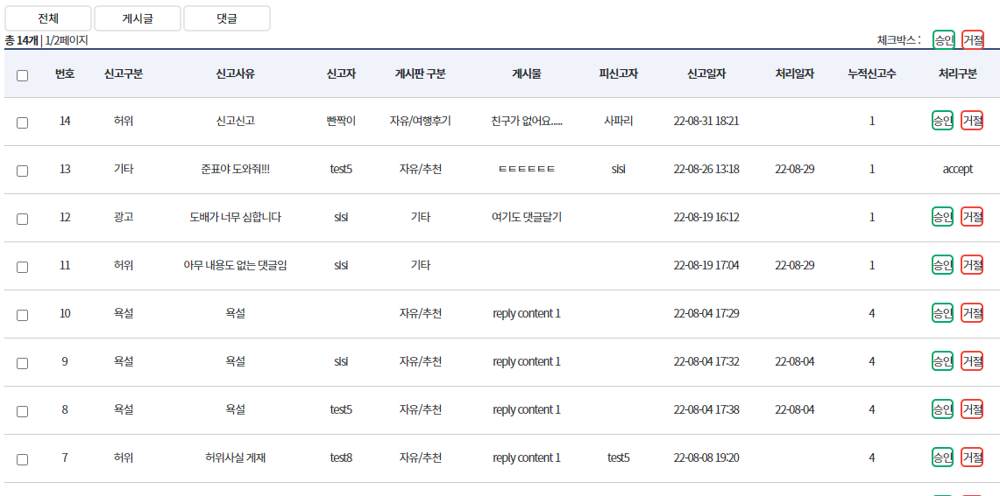 전체 게시글 댓글
총 14개 | 1/2페이지 체크박스 : 승인 거절
번호 신고구분 신고사유 신고자 게시판 구분 게시물 피신고자 신고일자 처리일자 누적신고수 처리구분
14 허위 신고신고 빤짝이 자유/여행후기 친구가 없어요..... 사파리 22-08-31 18:21 1 승인 거절
13 기타 준표야 도와줘!!! test5 자유/추천 ㅌㅌㅌㅌㅌㅌ sisi 22-08-26 13:18 22-08-29 1 accept
12 광고 도배가 너무 심합니다 sisi 기타 여기도 댓글달기 22-08-19 16:12 1 승인 거절
11 허위 아무 내용도 없는 댓글임 sisi 기타 22-08-19 17:04 22-08-29 1 승인 거절
10 욕설 욕설 자유/추천 reply content 1 22-08-04 17:29 4 승인 거절
9 욕설 욕설 sisi 자유/추천 reply content 1 22-08-04 17:32 22-08-04 4 승인 거절
8 욕설 욕설 test5 자유/추천 reply content 1 22-08-04 17:38 22-08-04 4 승인 거절
7 허위 허위사실 게재 test8 자유/추천 reply content 1 test5 22-08-08 19:20 4 승인 거절